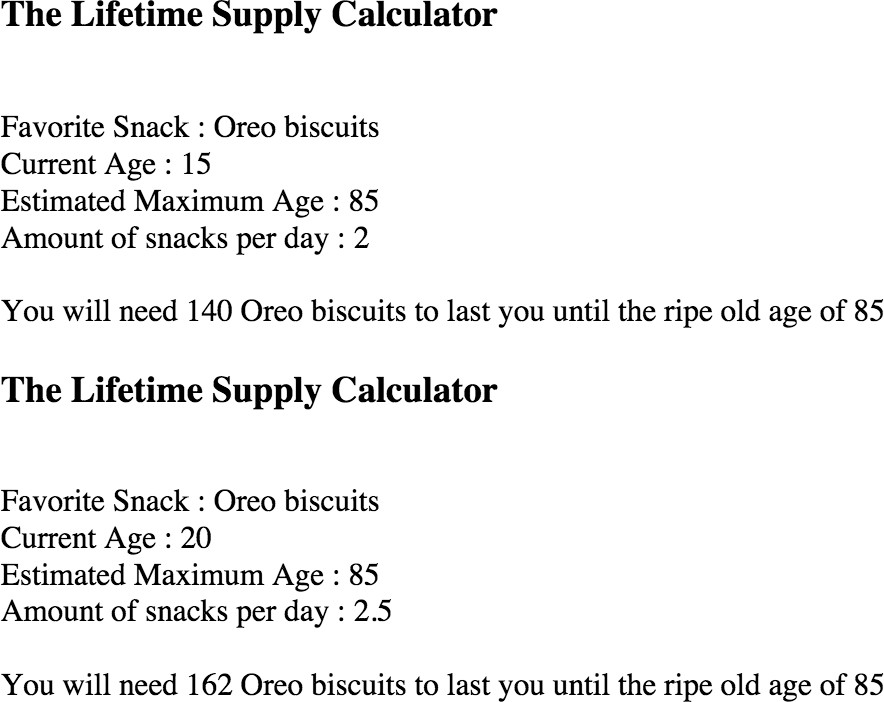 The Lifetime Supply Calculator
Favorite Snack : Oreo biscuits
Current Age : 15
Estimated Maximum Age : 85
Amount of snacks per day : 2
You will need 140 Oreo biscuits to last you until the ripe old age of 85
The Lifetime Supply Calculator
Favorite Snack : Oreo biscuits
Current Age : 20
Estimated Maximum Age : 85
Amount of snacks per day : 2.5
You will need 162 Oreo biscuits to last you until the ripe old age of 85